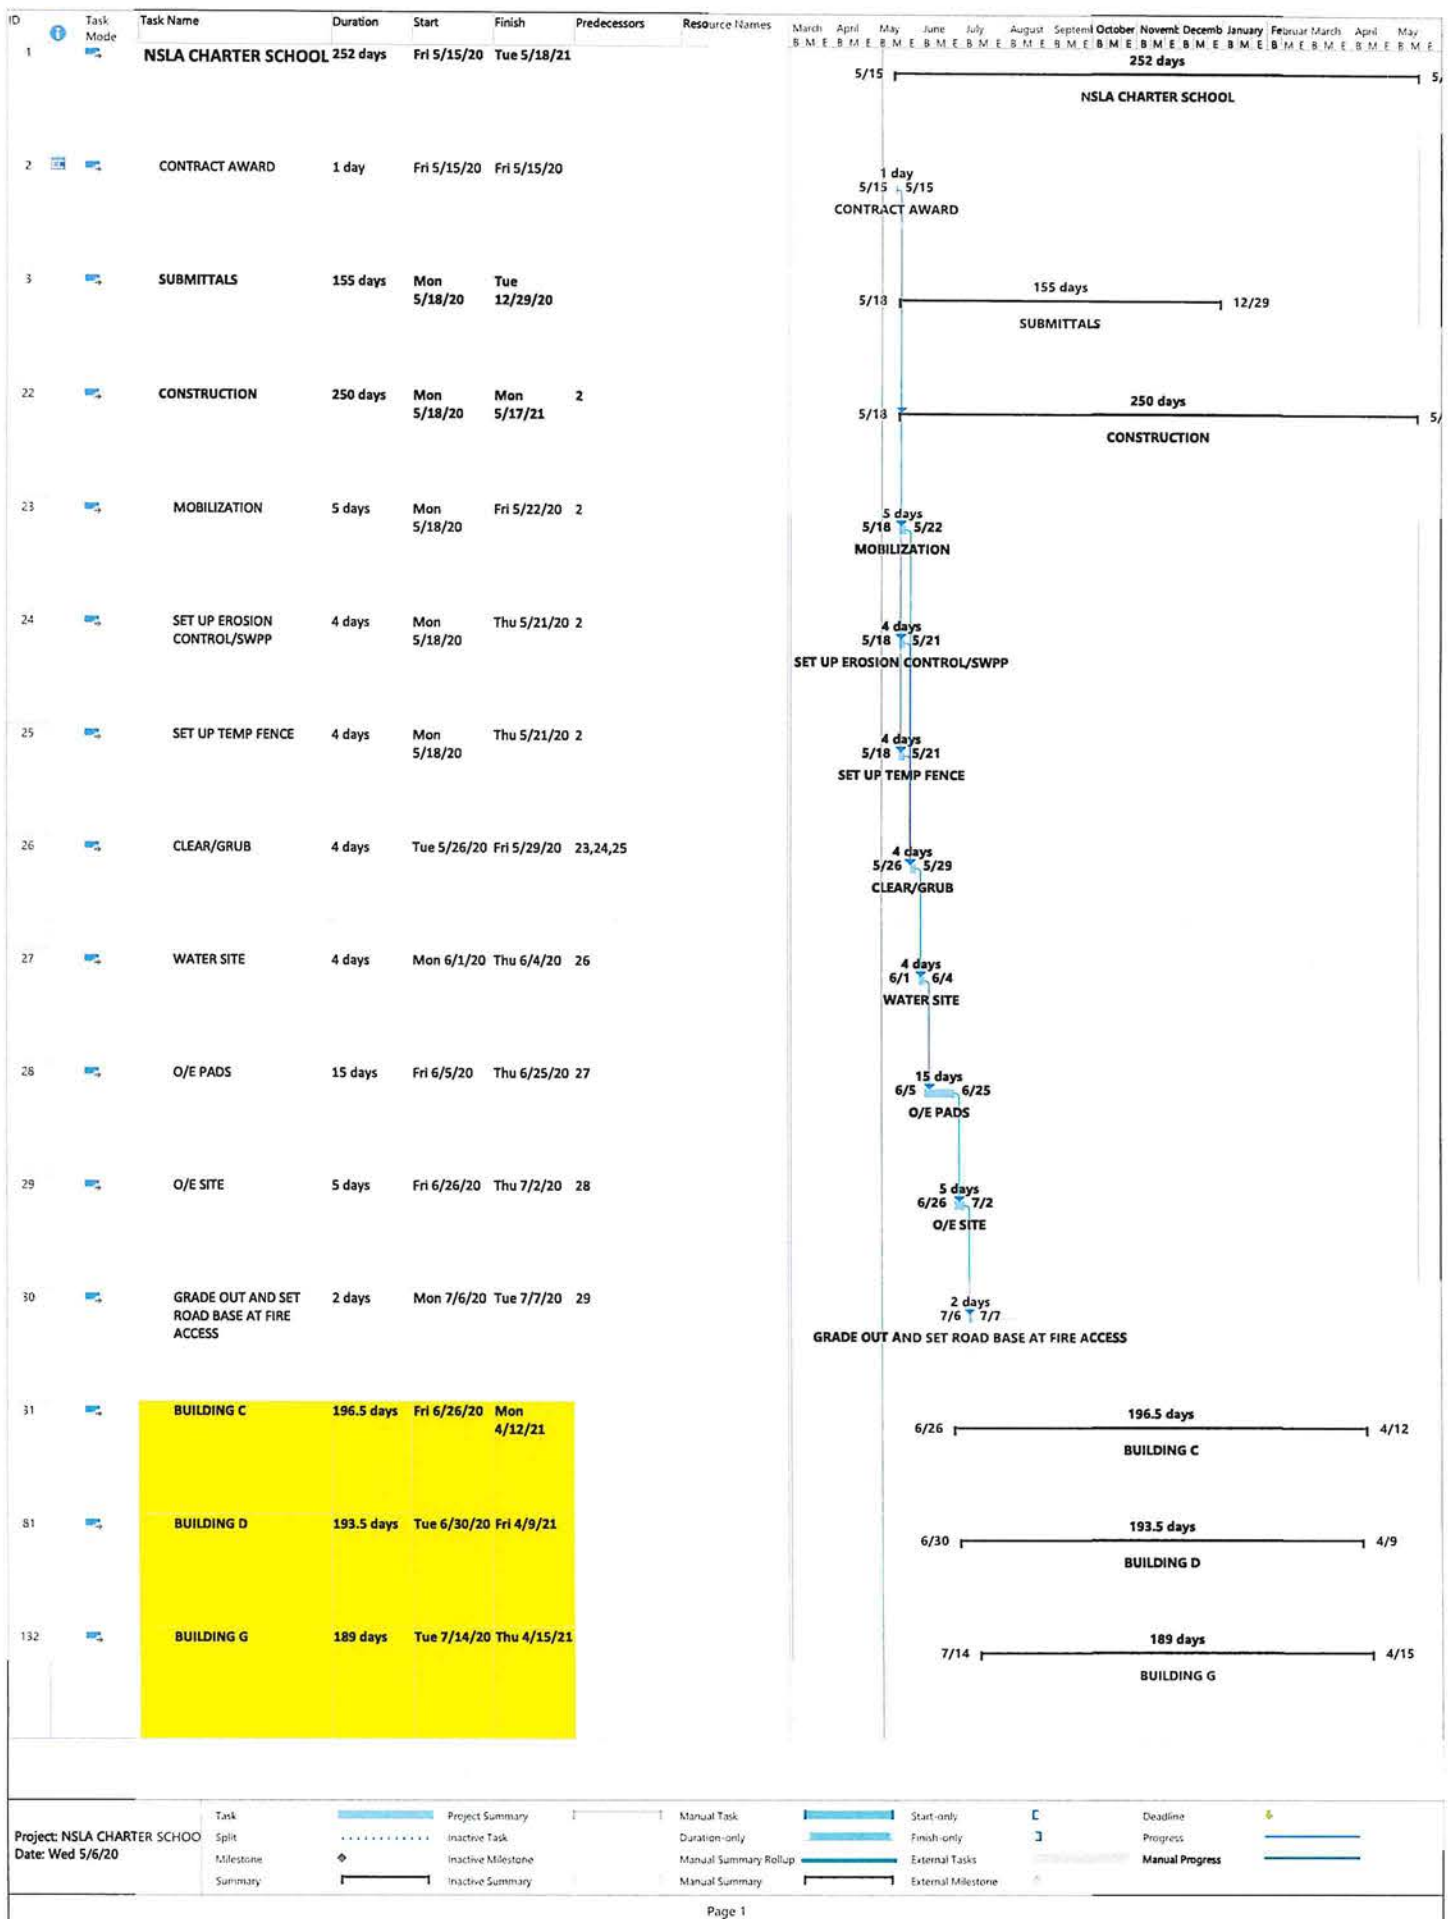 ID Task Mode Task Name Duration Start Finish Predecessors Resource Names
March April May June July August Septeml October Novemb Decemb January Februar March April May
B M E B M E B M E B M E B M E B M E B M E B M E B M E B M E B M E B M E B M E B M E B M E
1 NSLA CHARTER SCHOOL 252 days Fri 5/15/20 Tue 5/18/21
252 days
5/15 5/
NSLA CHARTER SCHOOL
2 CONTRACT AWARD 1 day Fri 5/15/20 Fri 5/15/20
1 day
5/15 5/15
CONTRACT AWARD
3 SUBMITTALS 155 days Mon 5/18/20 Tue 12/29/20
155 days
5/18 12/29
SUBMITTALS
22 CONSTRUCTION 250 days Mon 5/18/20 Mon 5/17/21 2
250 days
5/18 5/
CONSTRUCTION
23 MOBILIZATION 5 days Mon 5/18/20 Fri 5/22/20 2
5 days
5/18 5/22
MOBILIZATION
24 SET UP EROSION CONTROL/SWPP 4 days Mon 5/18/20 Thu 5/21/20 2
4 days
5/18 5/21
SET UP EROSION CONTROL/SWPP
25 SET UP TEMP FENCE 4 days Mon 5/18/20 Thu 5/21/20 2
4 days
5/18 5/21
SET UP TEMP FENCE
26 CLEAR/GRUB 4 days Tue 5/26/20 Fri 5/29/20 23,24,25
4 days
5/26 5/29
CLEAR/GRUB
27 WATER SITE 4 days Mon 6/1/20 Thu 6/4/20 26
4 days
6/1 6/4
WATER SITE
28 O/E PADS 15 days Fri 6/5/20 Thu 6/25/20 27
15 days
6/5 6/25
O/E PADS
29 O/E SITE 5 days Fri 6/26/20 Thu 7/2/20 28
5 days
6/26 7/2
O/E SITE
30 GRADE OUT AND SET ROAD BASE AT FIRE ACCESS 2 days Mon 7/6/20 Tue 7/7/20 29
2 days
7/6 7/7
GRADE OUT AND SET ROAD BASE AT FIRE ACCESS
31 BUILDING C 196.5 days Fri 6/26/20 Mon 4/12/21
196.5 days
6/26 4/12
BUILDING C
81 BUILDING D 193.5 days Tue 6/30/20 Fri 4/9/21
193.5 days
6/30 4/9
BUILDING D
132 BUILDING G 189 days Tue 7/14/20 Thu 4/15/21
189 days
7/14 4/15
BUILDING G
Project: NSLA CHARTER SCHOO
Date: Wed 5/6/20
Task Project Summary Manual Task Start-only Deadline
Split Inactive Task Duration-only Finish-only Progress
Milestone Inactive Milestone Manual Summary Rollup External Tasks Manual Progress
Summary Inactive Summary Manual Summary External Milestone
Page 1